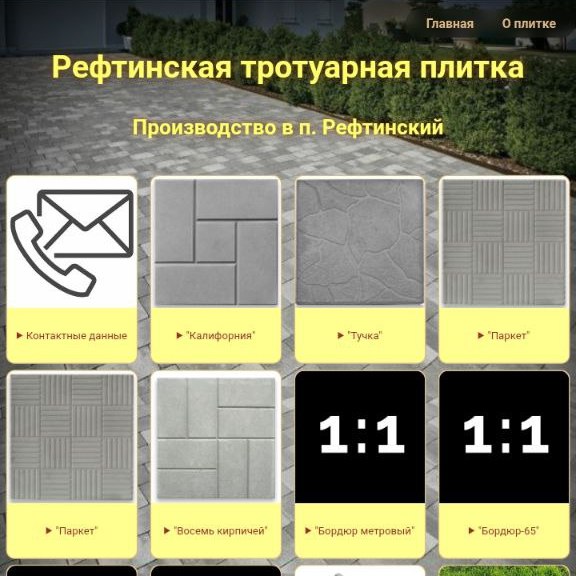 Главная О плитке
Рефтинская тротуарная плитка
Производство в п. Рефтинский
▶ Контактные данные
▶ "Калифорния"
▶ "Тучка"
▶ "Паркет"
1:1
1:1
▶ "Паркет"
▶ "Восемь кирпичей"
▶ "Бордюр метровый"
▶ "Бордюр-65"